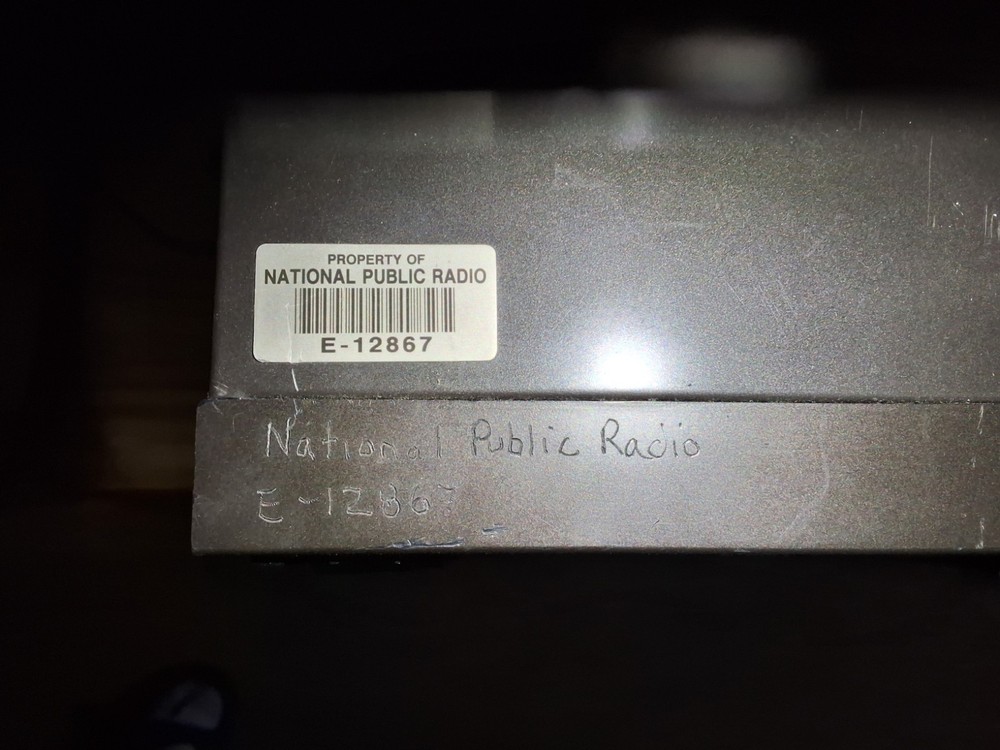 PROPERTY OF
NATIONAL PUBLIC RADIO
E-12867
National Public Radio
E-12867